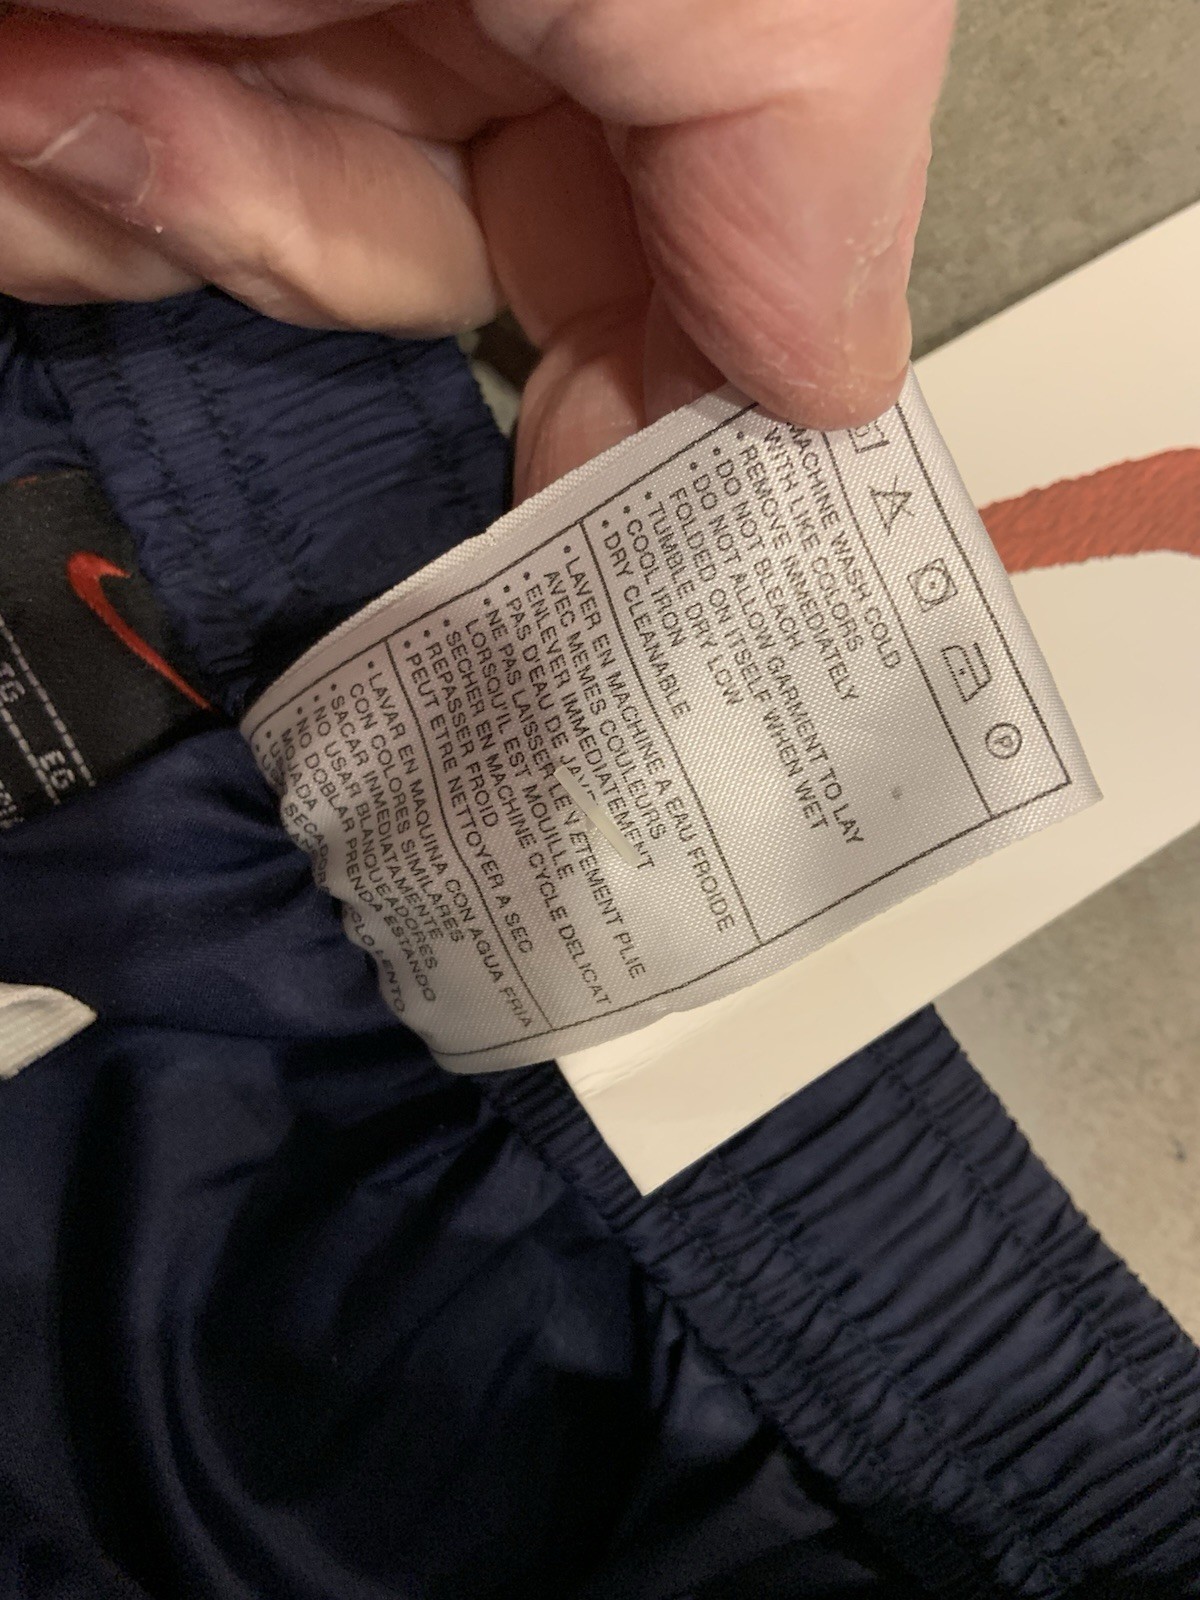 MACHINE WASH COLD
WITH LIKE COLORS
• REMOVE IMMEDIATELY
• DO NOT BLEACH
• DO NOT ALLOW GARMENT TO LAY
FOLDED ON ITSELF WHEN WET
• TUMBLE DRY LOW
• COOL IRON
• DRY CLEANABLE
• LAVER EN MACHINE A EAU FROIDE
AVEC MEMES COULEURS
• ENLEVER IMMEDIATEMENT
• PAS D'EAU DE
• NE PAS LAISSER PLIE
LORSQU'IL EST MOUILLE
• SECHER EN MACHINE CYCLE DELICAT
• REPASSER FROID
• PEUT ETRE NETTOYER A SEC
• LAVAR EN MAQUINA CON AGUA FRIA
CON COLORES SIMILARES
• SACAR INMEDIATAMENTE
• NO USAR BLANQUEADORES
• NO DOBLAR PRENDA ESTANDO
MOJADA
LENTO
P
TG EG